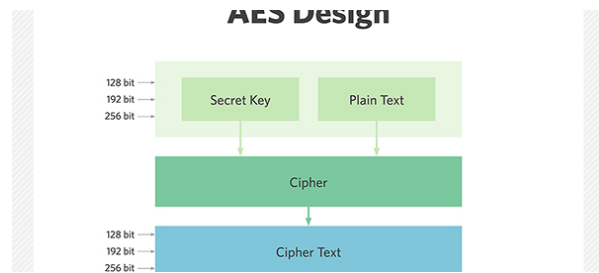 AES Design
128 bit
192 bit
256 bit
Secret Key
Plain Text
Cipher
128 bit
192 bit
256 bit
Cipher Text